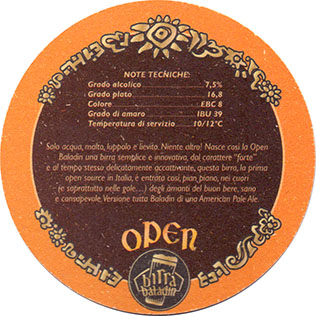 NOTE TECNICHE:
Grado alcolico 7,5%
Grado plato 16,8
Colore EBC 8
Grado di amaro IBU 39
Temperatura di servizio 10/12°C
Solo acqua, malto, luppolo e lievito. Niente altro! Nasce così la Open
Baladin una birra semplice e innovativa, dal carattere "forte"
e al tempo stesso delicatamente accattivante, questa birra, la prima
open source in Italia, è entrata così, pian, piano, nei cuori
(e soprattutto nelle gole...) degli amanti del buon bere, sano
e consapevole. Versione tutta Baladin di una American Pale Ale.
OPEN
birra
baladin